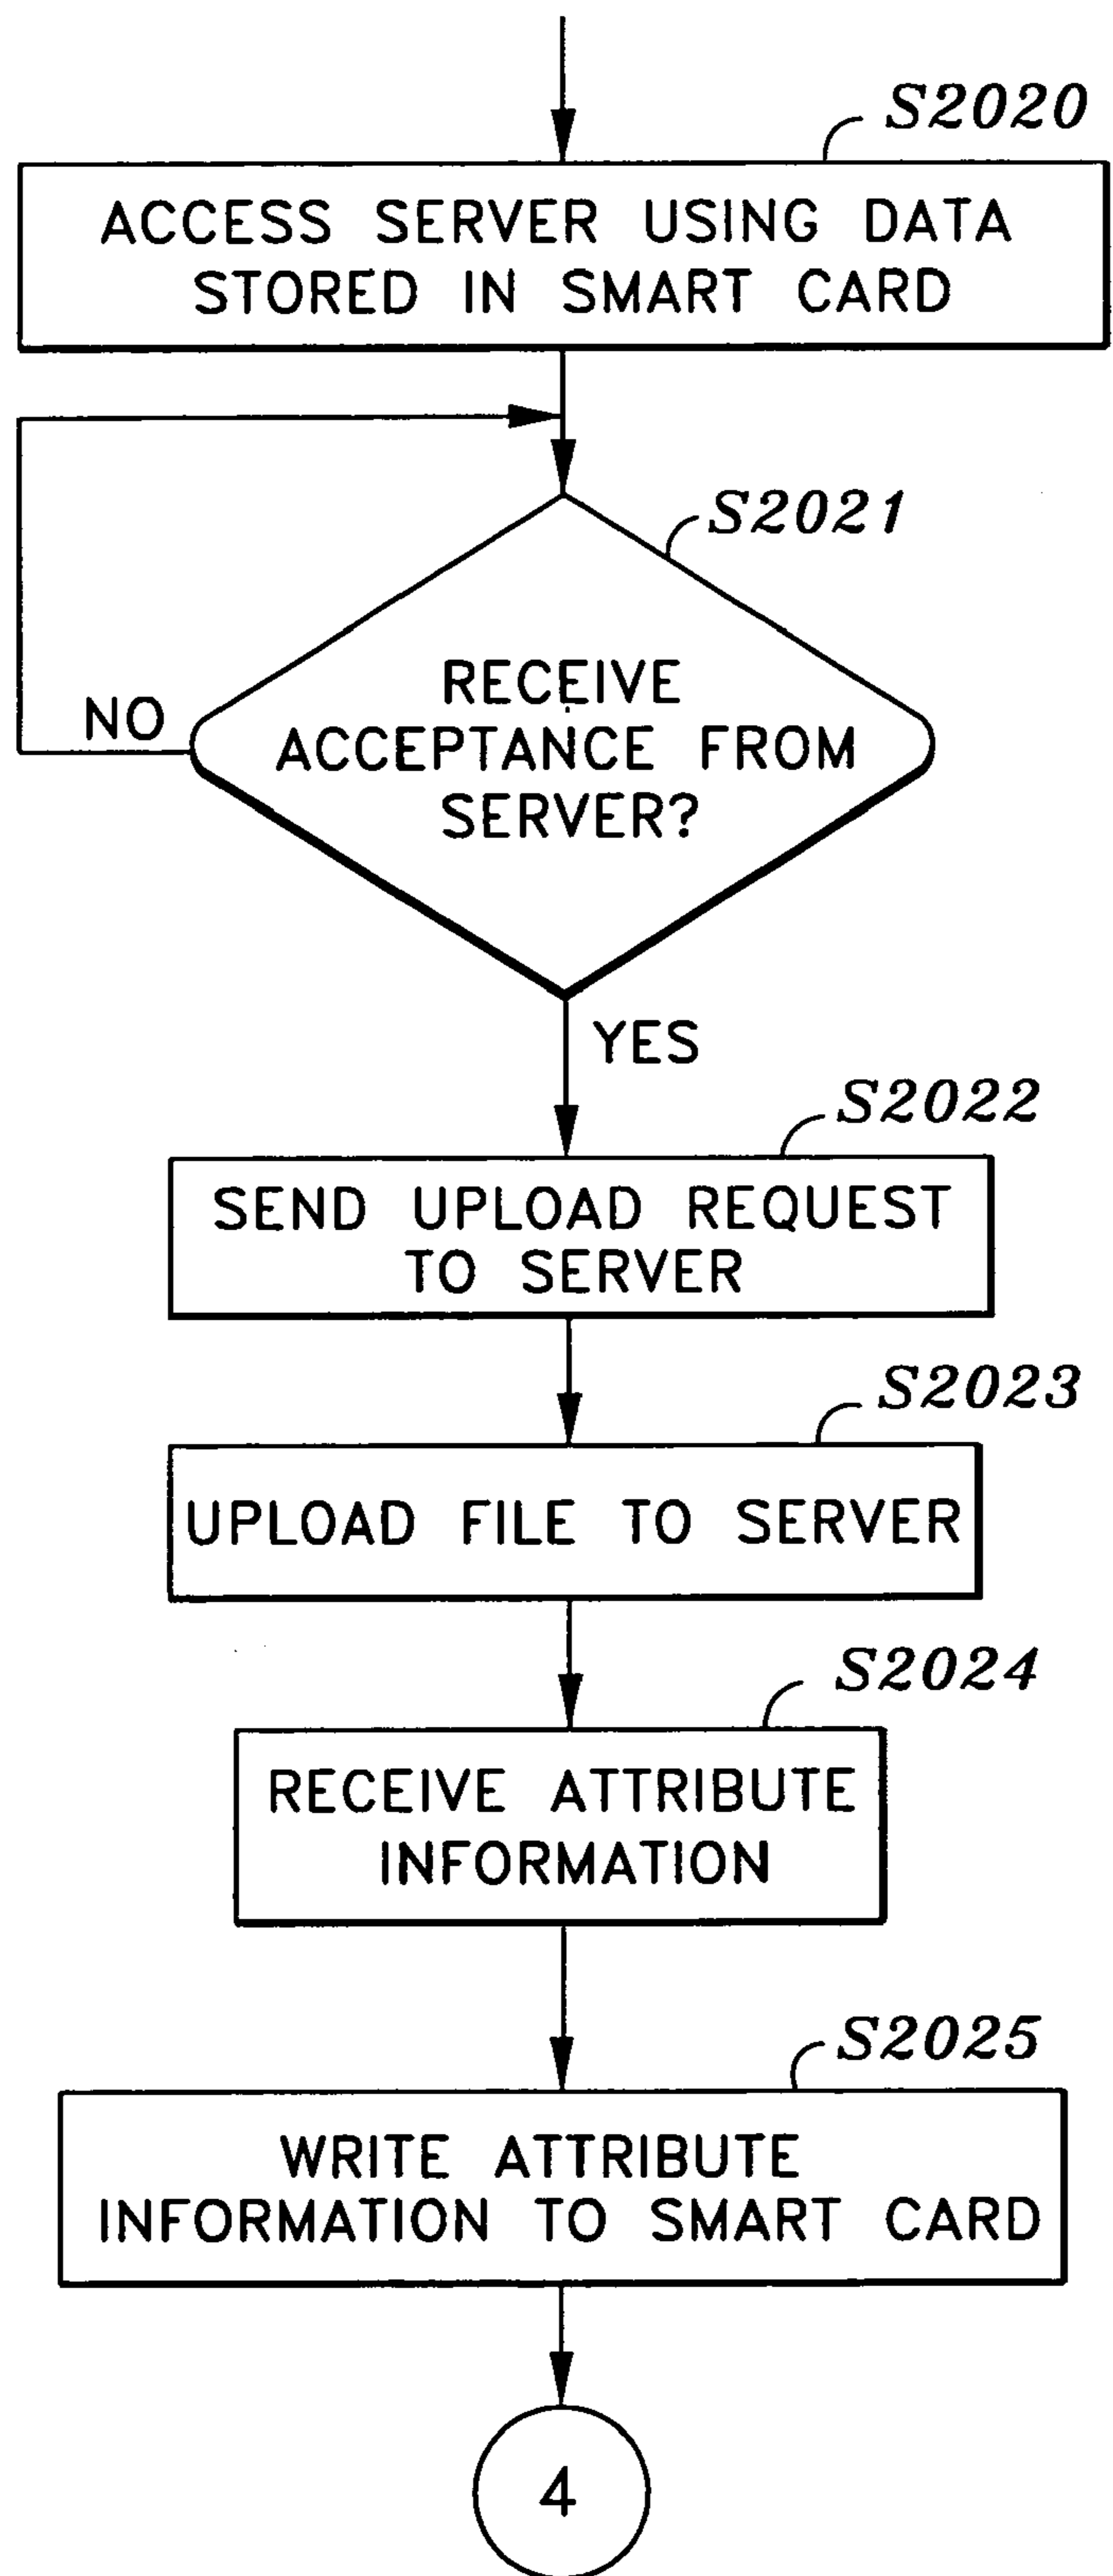 S2020
ACCESS SERVER USING DATA
STORED IN SMART CARD
S2021
RECEIVE
ACCEPTANCE FROM
SERVER?
NO
YES
S2022
SEND UPLOAD REQUEST
TO SERVER
S2023
UPLOAD FILE TO SERVER
S2024
RECEIVE ATTRIBUTE
INFORMATION
S2025
WRITE ATTRIBUTE
INFORMATION TO SMART CARD
4